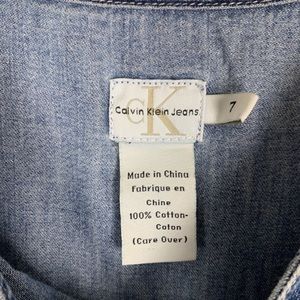 CK
Calvin Klein Jeans
7
Made in China
Fabrique en
Chine
100% Cotton-
Coton
(Care Over)